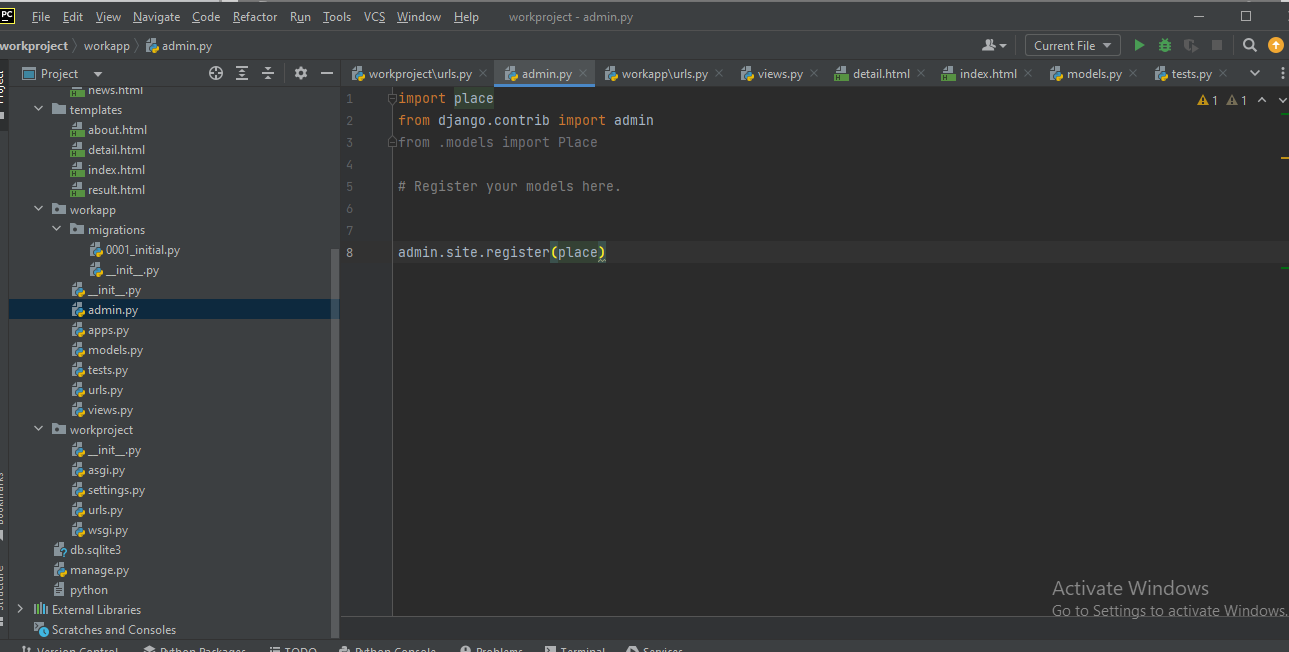 PC File Edit View Navigate Code Refactor Run Tools VCS Window Help workproject - admin.py
workproject workapp admin.py Current File
Project workproject\urls.py admin.py workapp\urls.py views.py detail.html index.html models.py tests.py
news.html
templates
about.html
detail.html
index.html
result.html
workapp
migrations
0001_initial.py
__init__.py
__init__.py
admin.py
apps.py
models.py
tests.py
urls.py
views.py
workproject
__init__.py
asgi.py
settings.py
urls.py
wsgi.py
db.sqlite3
manage.py
python
External Libraries
Scratches and Consoles
1 import place
2 from django.contrib import admin
3 from .models import Place
4
5 # Register your models here.
6
7
8 admin.site.register(place)
1 1
Activate Windows
Go to Settings to activate Windows.
Project
Bookmarks
Structure
Version Control Python Packages TODO Python Console Problems Terminal Services